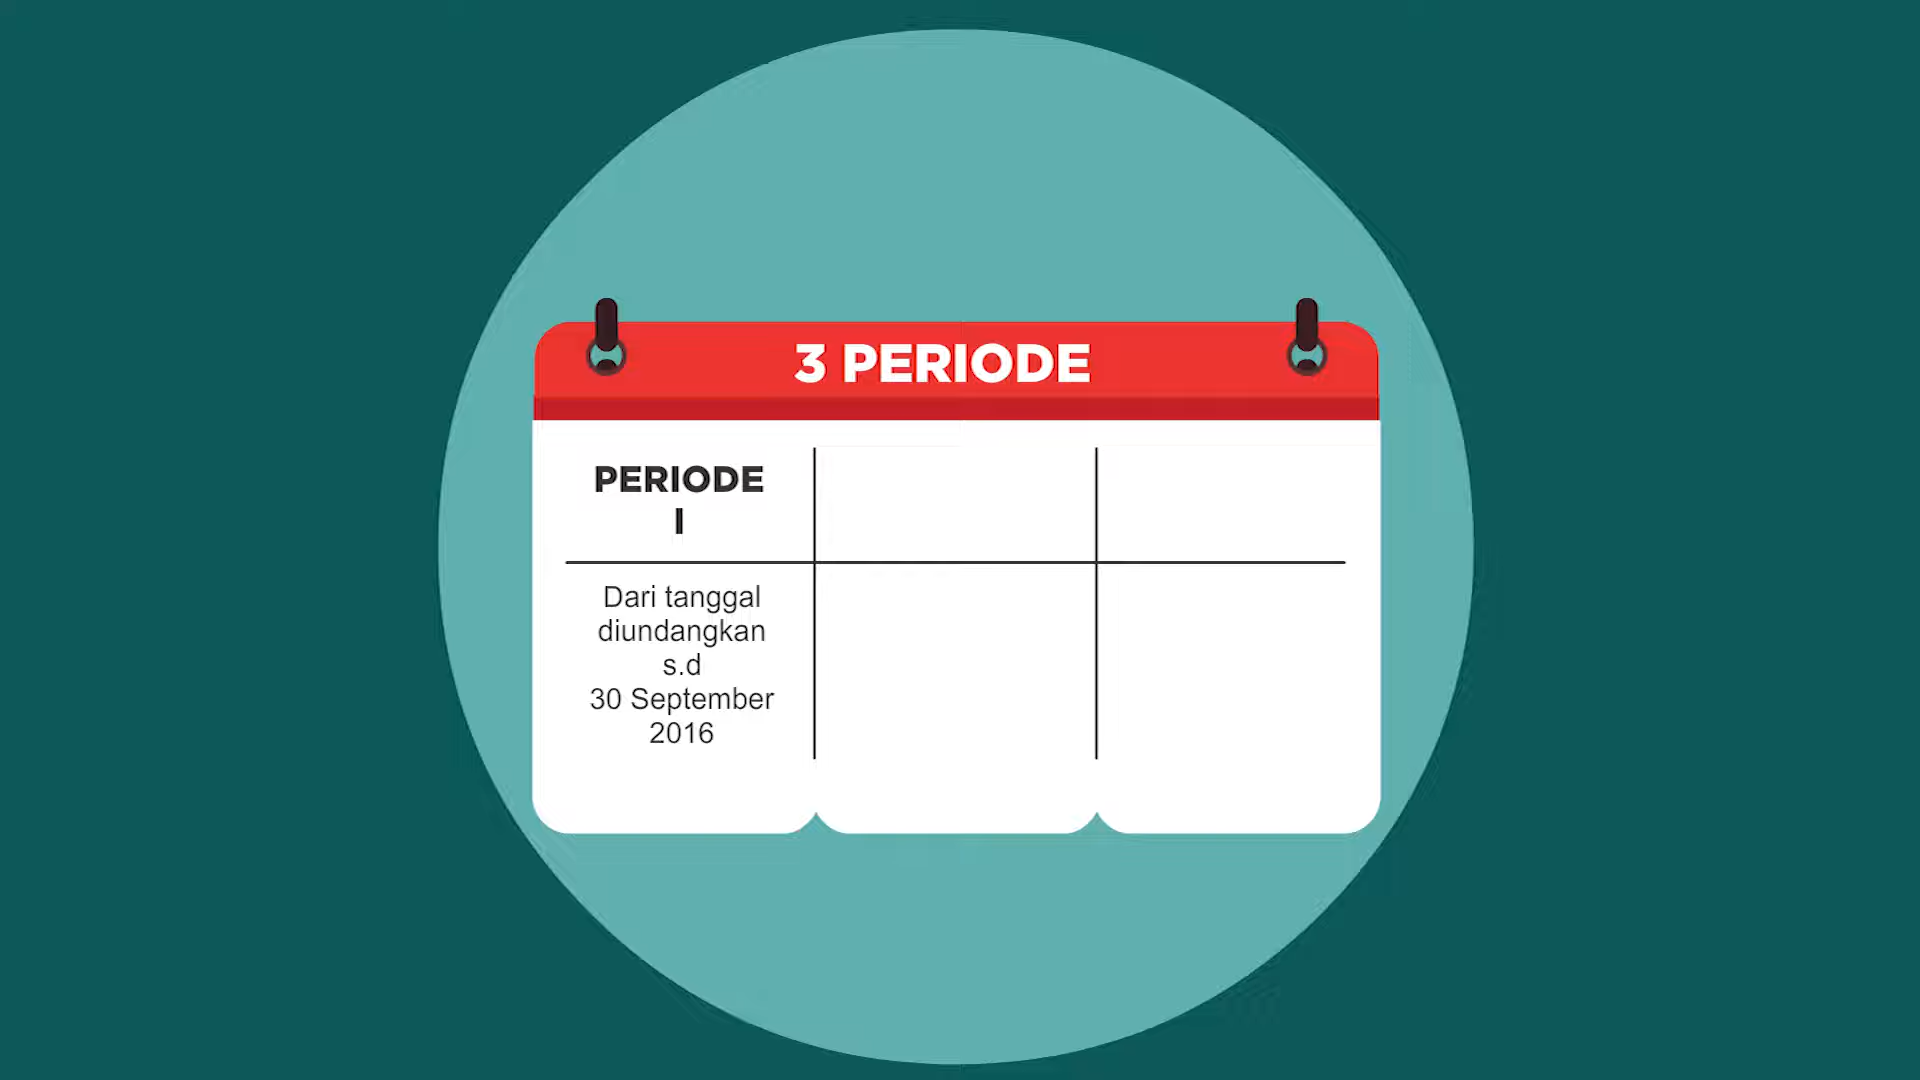 3 PERIODE
PERIODE
I
Dari tanggal
diundangkan
s.d
30 September
2016